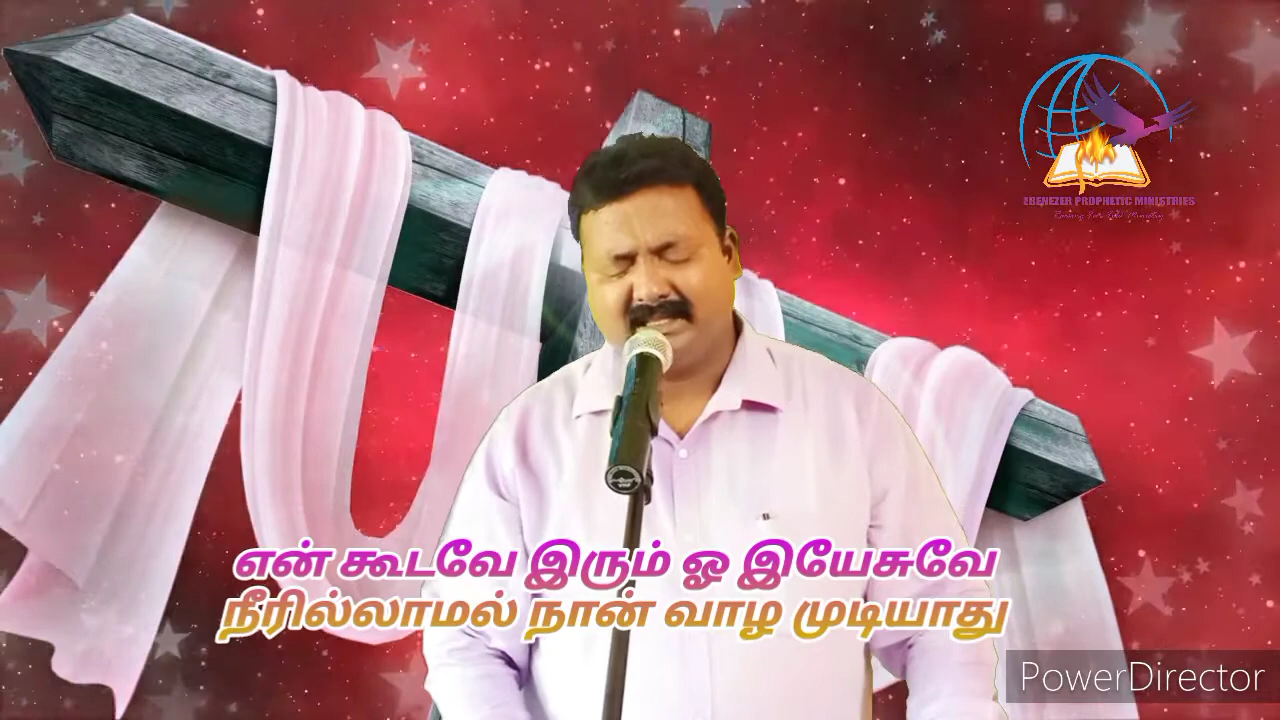 EBENEZER PROPHETIC MINISTRIES
என் கூடவே இரும் ஓ இயேசுவே
நீரில்லாமல் நான் வாழ முடியாது
PowerDirector